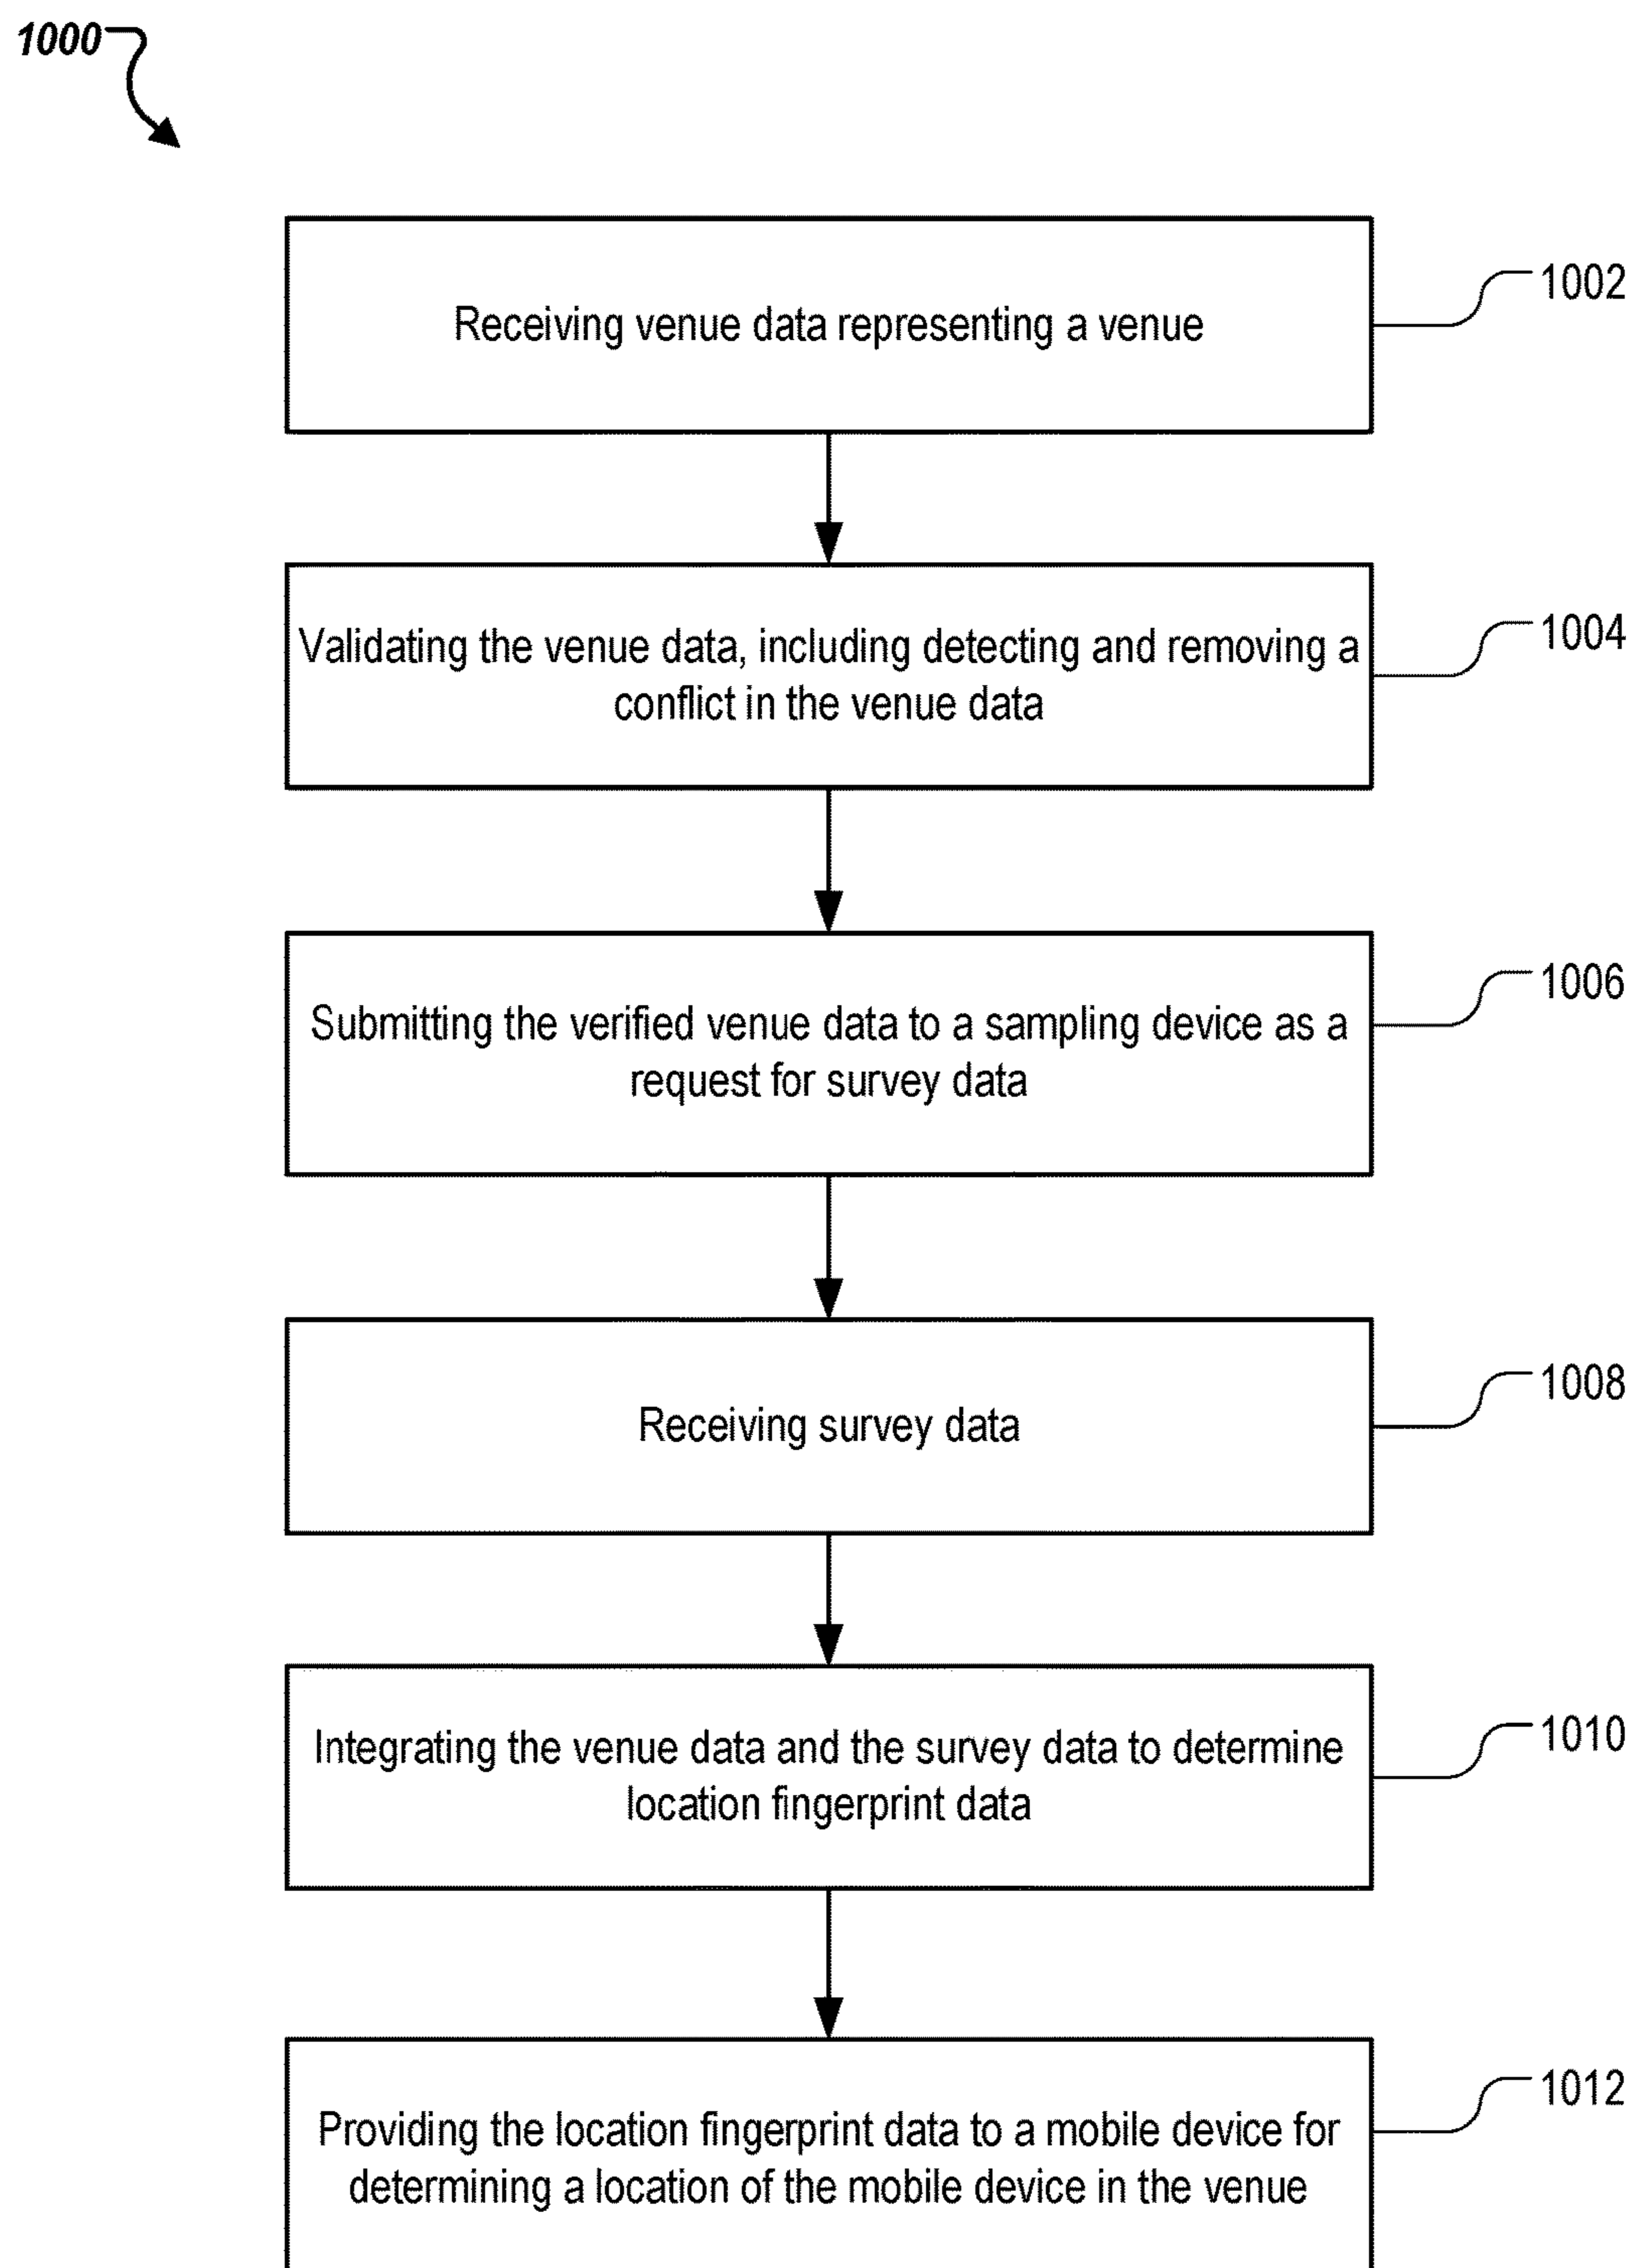 1000
Receiving venue data representing a venue
1002
Validating the venue data, including detecting and removing a
conflict in the venue data
1004
Submitting the verified venue data to a sampling device as a
request for survey data
1006
Receiving survey data
1008
Integrating the venue data and the survey data to determine
location fingerprint data
1010
Providing the location fingerprint data to a mobile device for
determining a location of the mobile device in the venue
1012